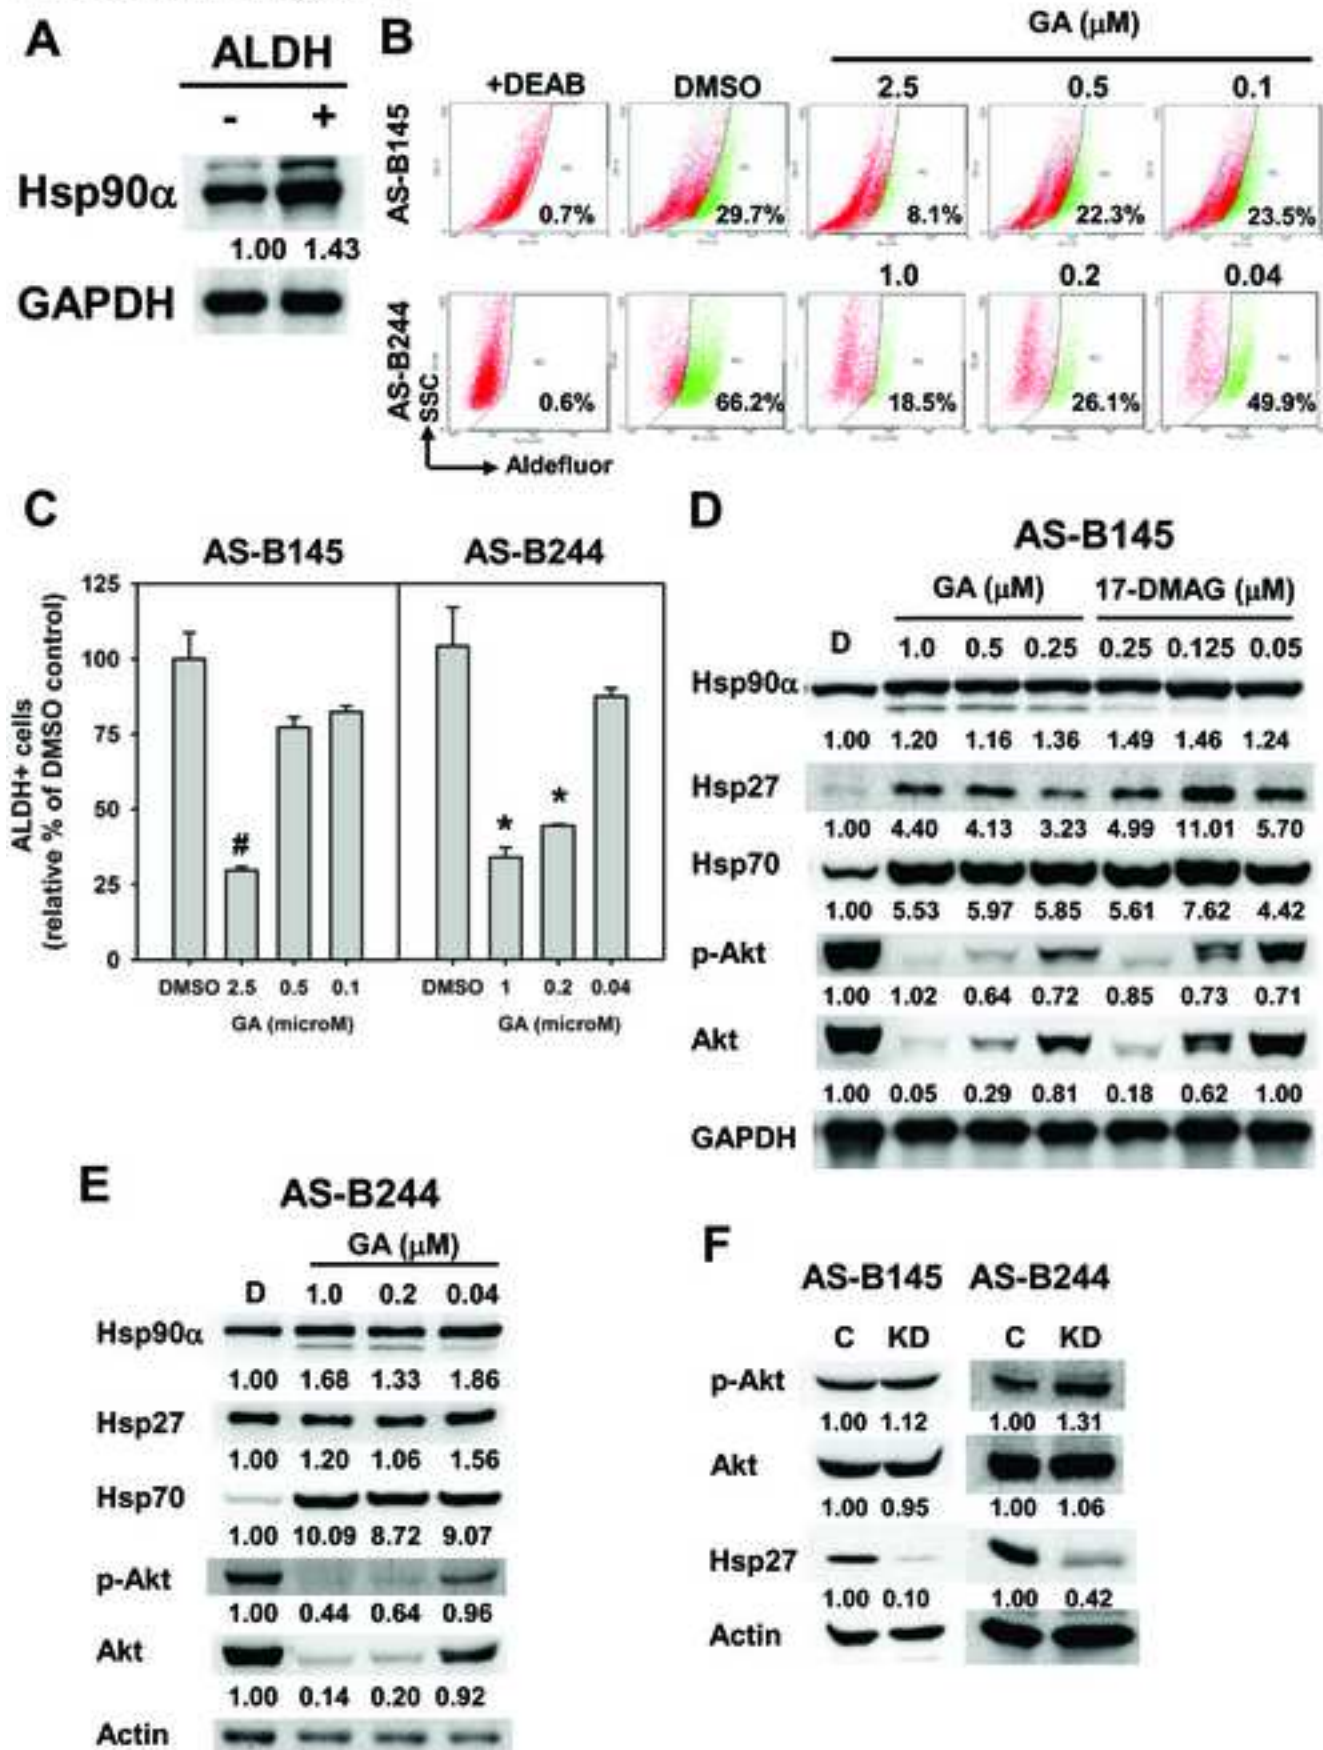 A
ALDH
- +
Hsp90α
1.00 1.43
GAPDH
B
GA (μM)
+DEAB DMSO 2.5 0.5 0.1
AS-B145
0.7% 29.7% 8.1% 22.3% 23.5%
1.0 0.2 0.04
AS-B244
0.6% 66.2% 18.5% 26.1% 49.9%
SSC
Aldefluor
C
AS-B145 AS-B244
ALDH+ cells
(relative % of DMSO control)
125
100
75
50
25
0
#
* *
DMSO 2.5 0.5 0.1 DMSO 1 0.2 0.04
GA (microM) GA (microM)
D
AS-B145
GA (μM) 17-DMAG (μM)
D 1.0 0.5 0.25 0.25 0.125 0.05
Hsp90α
1.00 1.20 1.16 1.36 1.49 1.46 1.24
Hsp27
1.00 4.40 4.13 3.23 4.99 11.01 5.70
Hsp70
1.00 5.53 5.97 5.85 5.61 7.62 4.42
p-Akt
1.00 1.02 0.64 0.72 0.85 0.73 0.71
Akt
1.00 0.05 0.29 0.81 0.18 0.62 1.00
GAPDH
E
AS-B244
GA (μM)
D 1.0 0.2 0.04
Hsp90α
1.00 1.68 1.33 1.86
Hsp27
1.00 1.20 1.06 1.56
Hsp70
1.00 10.09 8.72 9.07
p-Akt
1.00 0.44 0.64 0.96
Akt
1.00 0.14 0.20 0.92
Actin
F
AS-B145 AS-B244
C KD C KD
p-Akt
1.00 1.12 1.00 1.31
Akt
1.00 0.95 1.00 1.06
Hsp27
1.00 0.10 1.00 0.42
Actin